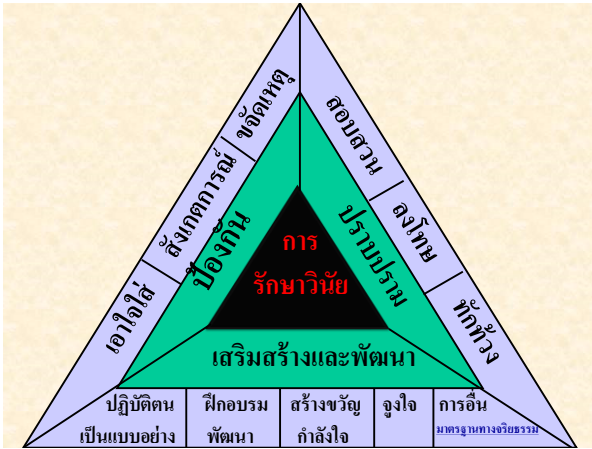 ขจัดเหตุ
สังเกตการณ์
เอาใจใส่
สอบสวน
ลงโทษ
ทักท้วง
ป้องกัน
ปราบปราม
การ
รักษาวินัย
เสริมสร้างและพัฒนา
ปฏิบัติตน
เป็นแบบอย่าง
ฝึกอบรม
พัฒนา
สร้างขวัญ
กำลังใจ
จูงใจ
การอื่น
มาตรฐานทางจริยธรรม